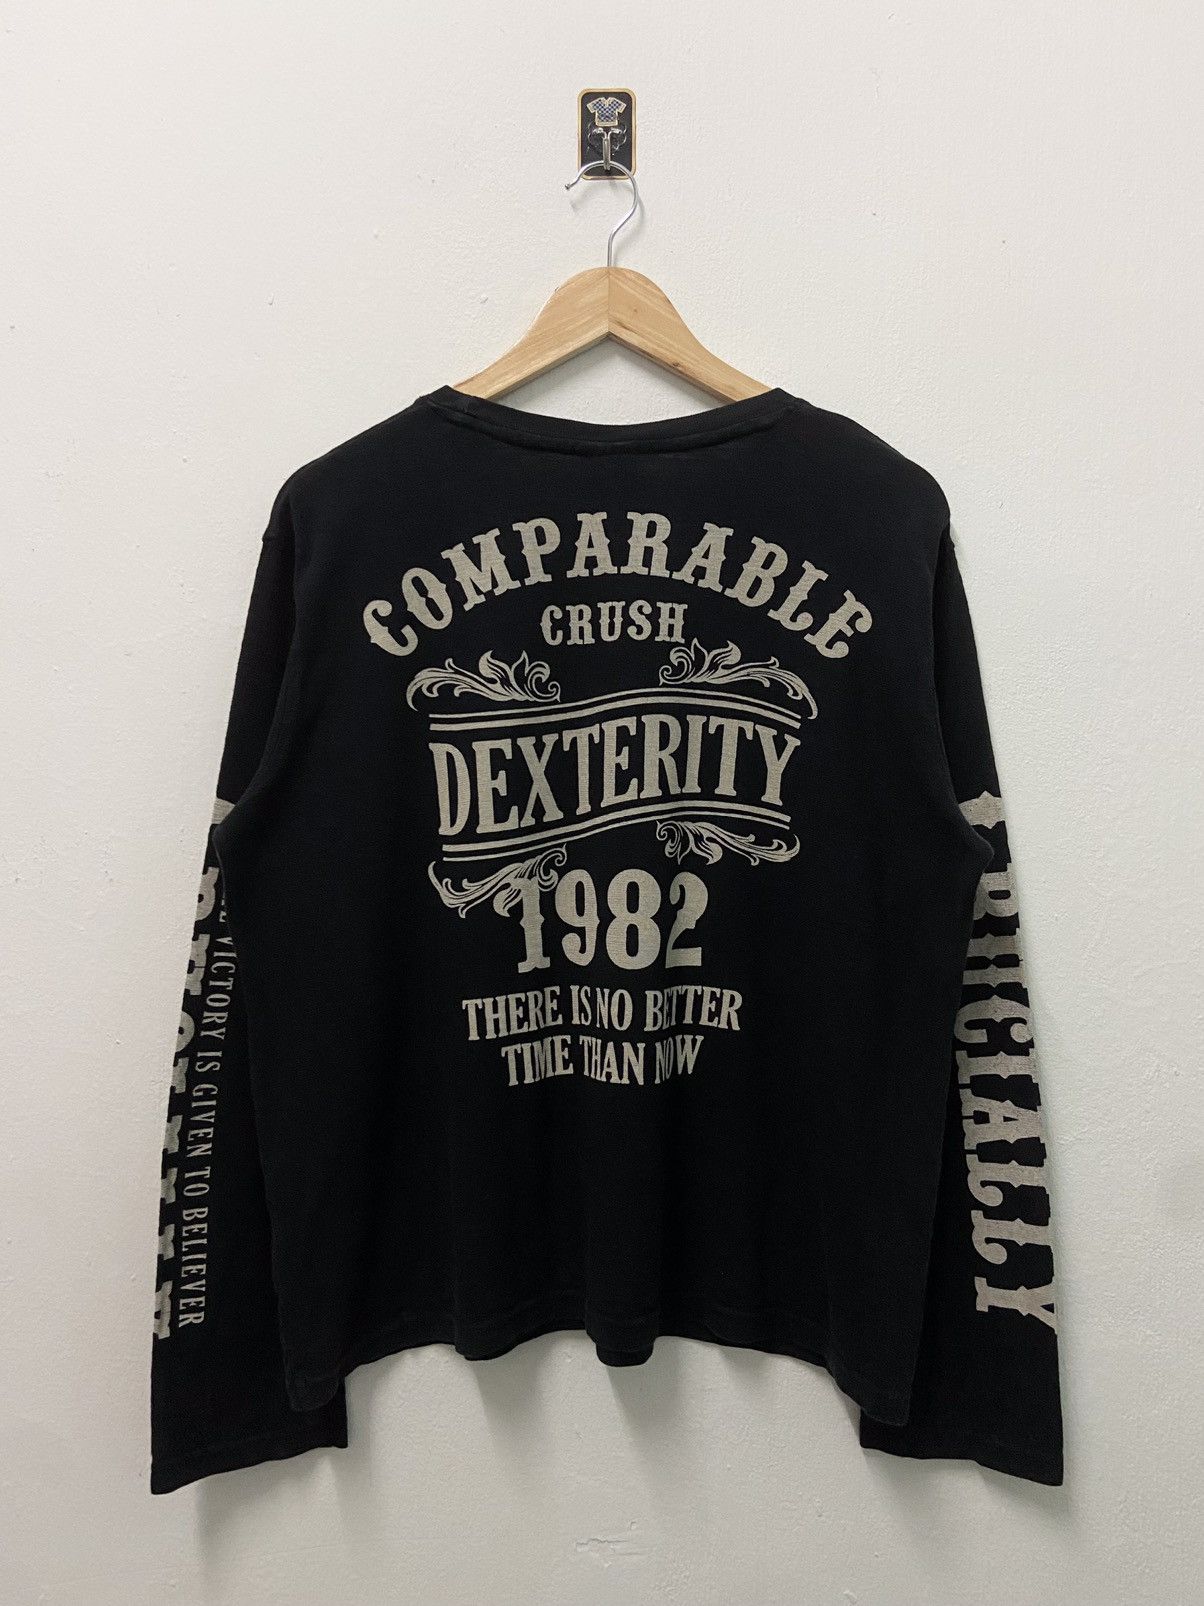 COMPARABLE
CRUSH
DEXTERITY
1982
THERE IS NO BETTER
TIME THAN NOW
VICTORY IS GIVEN TO BELIEVER